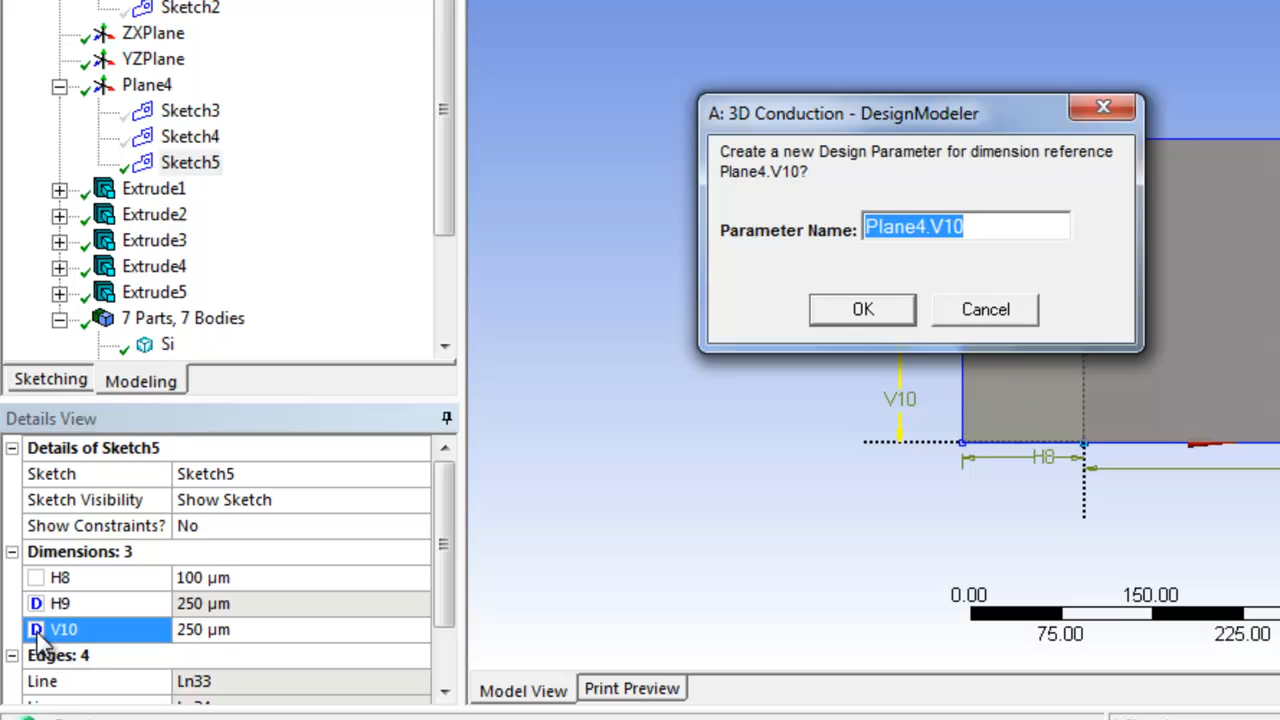 Sketch2
ZXPlane
YZPlane
Plane4
Sketch3
Sketch4
Sketch5
Extrude1
Extrude2
Extrude3
Extrude4
Extrude5
7 Parts, 7 Bodies
Si
Sketching Modeling
Details View
Details of Sketch5
Sketch Sketch5
Sketch Visibility Show Sketch
Show Constraints? No
Dimensions: 3
H8 100 µm
D H9 250 µm
D V10 250 µm
Edges: 4
Line Ln33
A: 3D Conduction - DesignModeler
Create a new Design Parameter for dimension reference
Plane4.V10?
Parameter Name: Plane4.V10
OK Cancel
V10
H8
0.00 150.00
75.00 225.00
Model View Print Preview